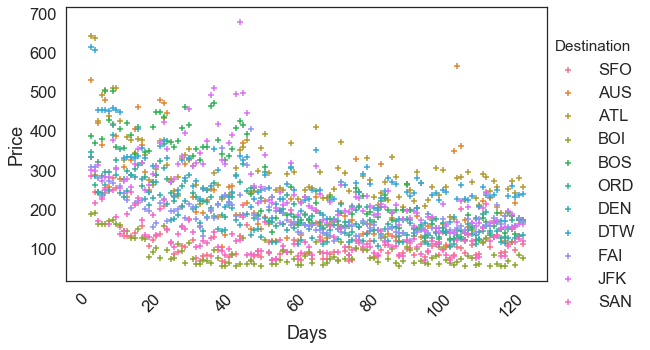 700
600
500
400
300
200
100
Price
0
20
40
60
80
100
120
Days
Destination
SFO
AUS
ATL
BOI
BOS
ORD
DEN
DTW
FAI
JFK
SAN